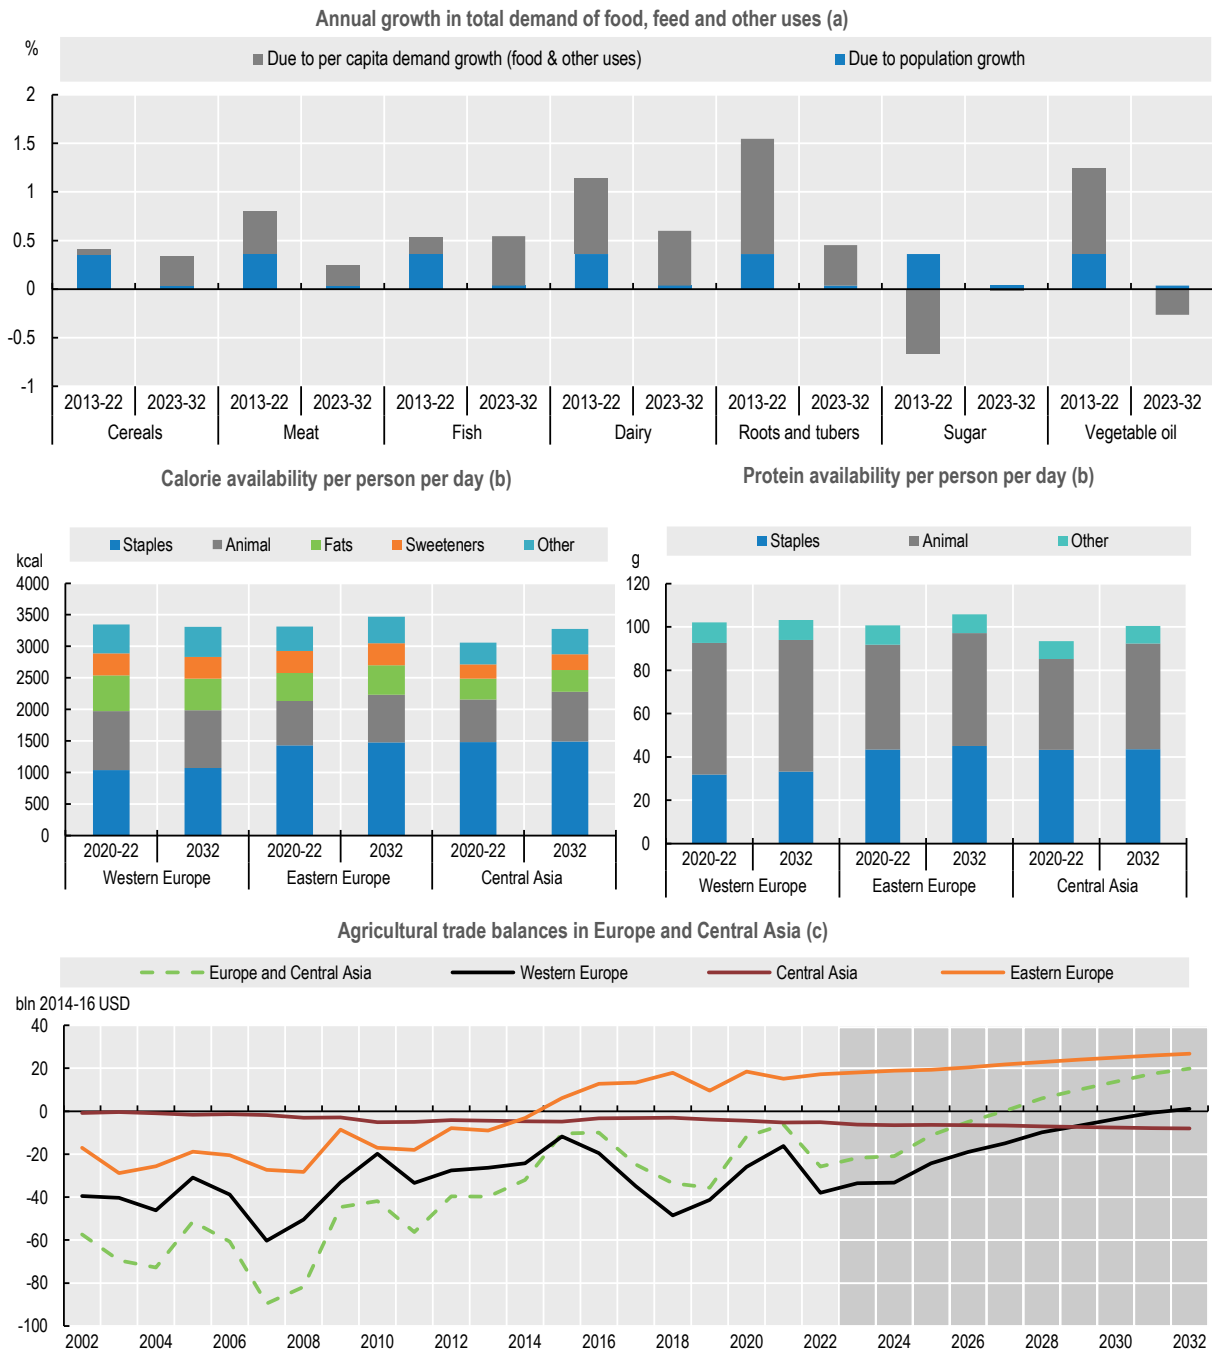 Annual growth in total demand of food, feed and other uses (a)
%
Due to per capita demand growth (food & other uses) Due to population growth
2
1.5
1
0.5
0
-0.5
-1
2013-22 2023-32 2013-22 2023-32 2013-22 2023-32 2013-22 2023-32 2013-22 2023-32 2013-22 2023-32 2013-22 2023-32
Cereals Meat Fish Dairy Roots and tubers Sugar Vegetable oil
Calorie availability per person per day (b)
kcal
Staples Animal Fats Sweeteners Other
4000
3500
3000
2500
2000
1500
1000
500
0
2020-22 2032 2020-22 2032 2020-22 2032
Western Europe Eastern Europe Central Asia
Protein availability per person per day (b)
g
Staples Animal Other
120
100
80
60
40
20
0
2020-22 2032 2020-22 2032 2020-22 2032
Western Europe Eastern Europe Central Asia
Agricultural trade balances in Europe and Central Asia (c)
Europe and Central Asia Western Europe Central Asia Eastern Europe
bln 2014-16 USD
40
20
0
-20
-40
-60
-80
-100
2002 2004 2006 2008 2010 2012 2014 2016 2018 2020 2022 2024 2026 2028 2030 2032